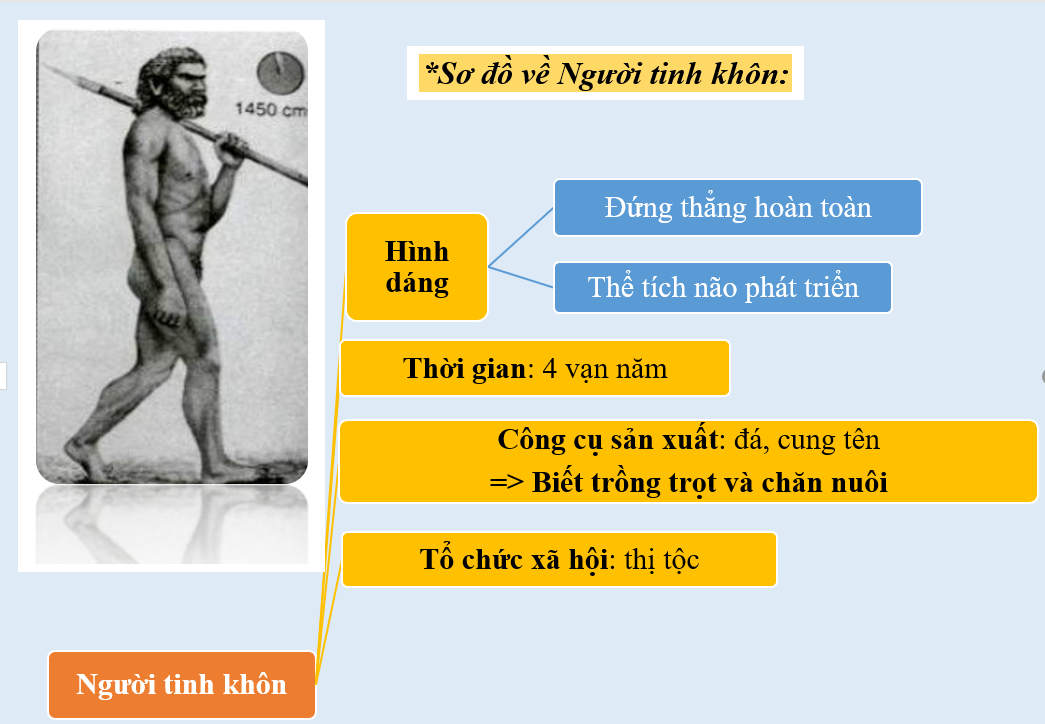 *Sơ đồ về Người tinh khôn:
1450 cm
Đứng thẳng hoàn toàn
Hình
dáng
Thể tích não phát triển
Thời gian: 4 vạn năm
Công cụ sản xuất: đá, cung tên
=> Biết trồng trọt và chăn nuôi
Tổ chức xã hội: thị tộc
Người tinh khôn